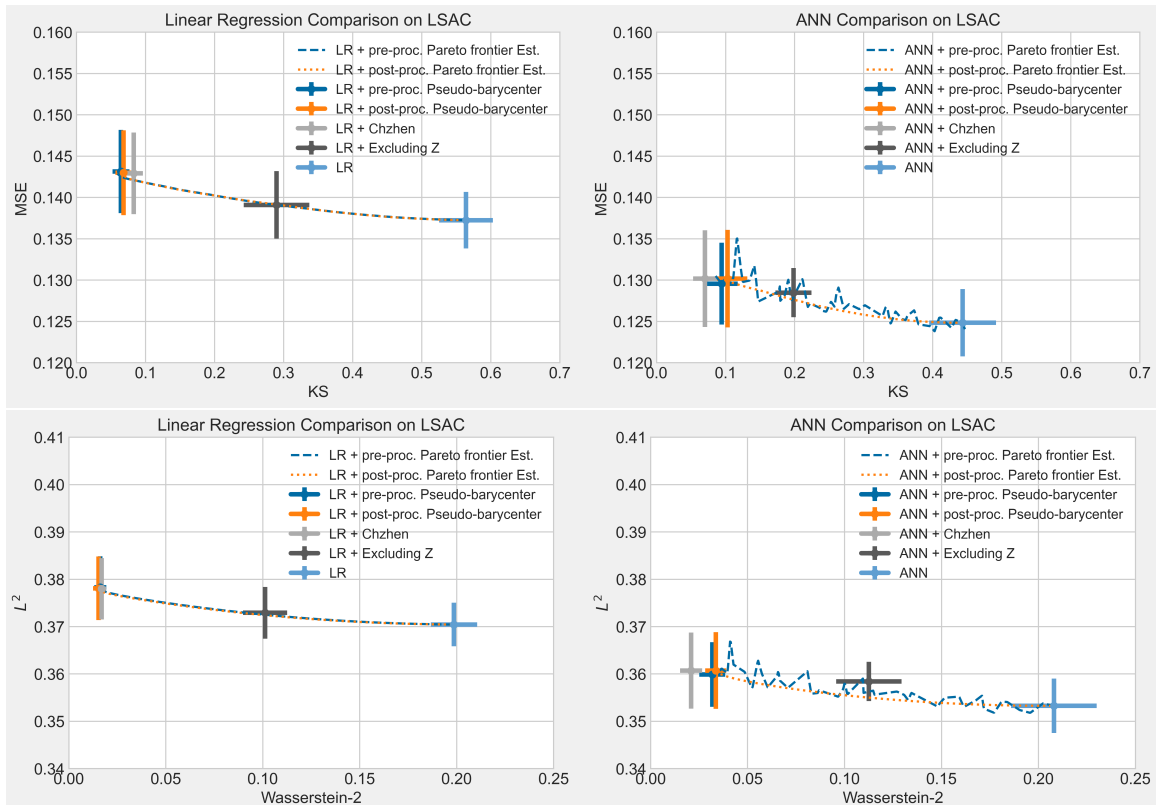 Linear Regression Comparison on LSAC
0.160
0.155
0.150
0.145
0.140
0.135
0.130
0.125
0.120
MSE
LR + pre-proc. Pareto frontier Est.
LR + post-proc. Pareto frontier Est.
LR + pre-proc. Pseudo-barycenter
LR + post-proc. Pseudo-barycenter
LR + Chzhen
LR + Excluding Z
LR
0.0 0.1 0.2 0.3 0.4 0.5 0.6 0.7
KS
ANN Comparison on LSAC
0.160
0.155
0.150
0.145
0.140
0.135
0.130
0.125
0.120
MSE
ANN + pre-proc. Pareto frontier Est.
ANN + post-proc. Pareto frontier Est.
ANN + pre-proc. Pseudo-barycenter
ANN + post-proc. Pseudo-barycenter
ANN + Chzhen
ANN + Excluding Z
ANN
0.0 0.1 0.2 0.3 0.4 0.5 0.6 0.7
KS
Linear Regression Comparison on LSAC
0.41
0.40
0.39
0.38
0.37
0.36
0.35
0.34
L²
LR + pre-proc. Pareto frontier Est.
LR + post-proc. Pareto frontier Est.
LR + pre-proc. Pseudo-barycenter
LR + post-proc. Pseudo-barycenter
LR + Chzhen
LR + Excluding Z
LR
0.00 0.05 0.10 0.15 0.20 0.25
Wasserstein-2
ANN Comparison on LSAC
0.41
0.40
0.39
0.38
0.37
0.36
0.35
0.34
L²
ANN + pre-proc. Pareto frontier Est.
ANN + post-proc. Pareto frontier Est.
ANN + pre-proc. Pseudo-barycenter
ANN + post-proc. Pseudo-barycenter
ANN + Chzhen
ANN + Excluding Z
ANN
0.00 0.05 0.10 0.15 0.20 0.25
Wasserstein-2